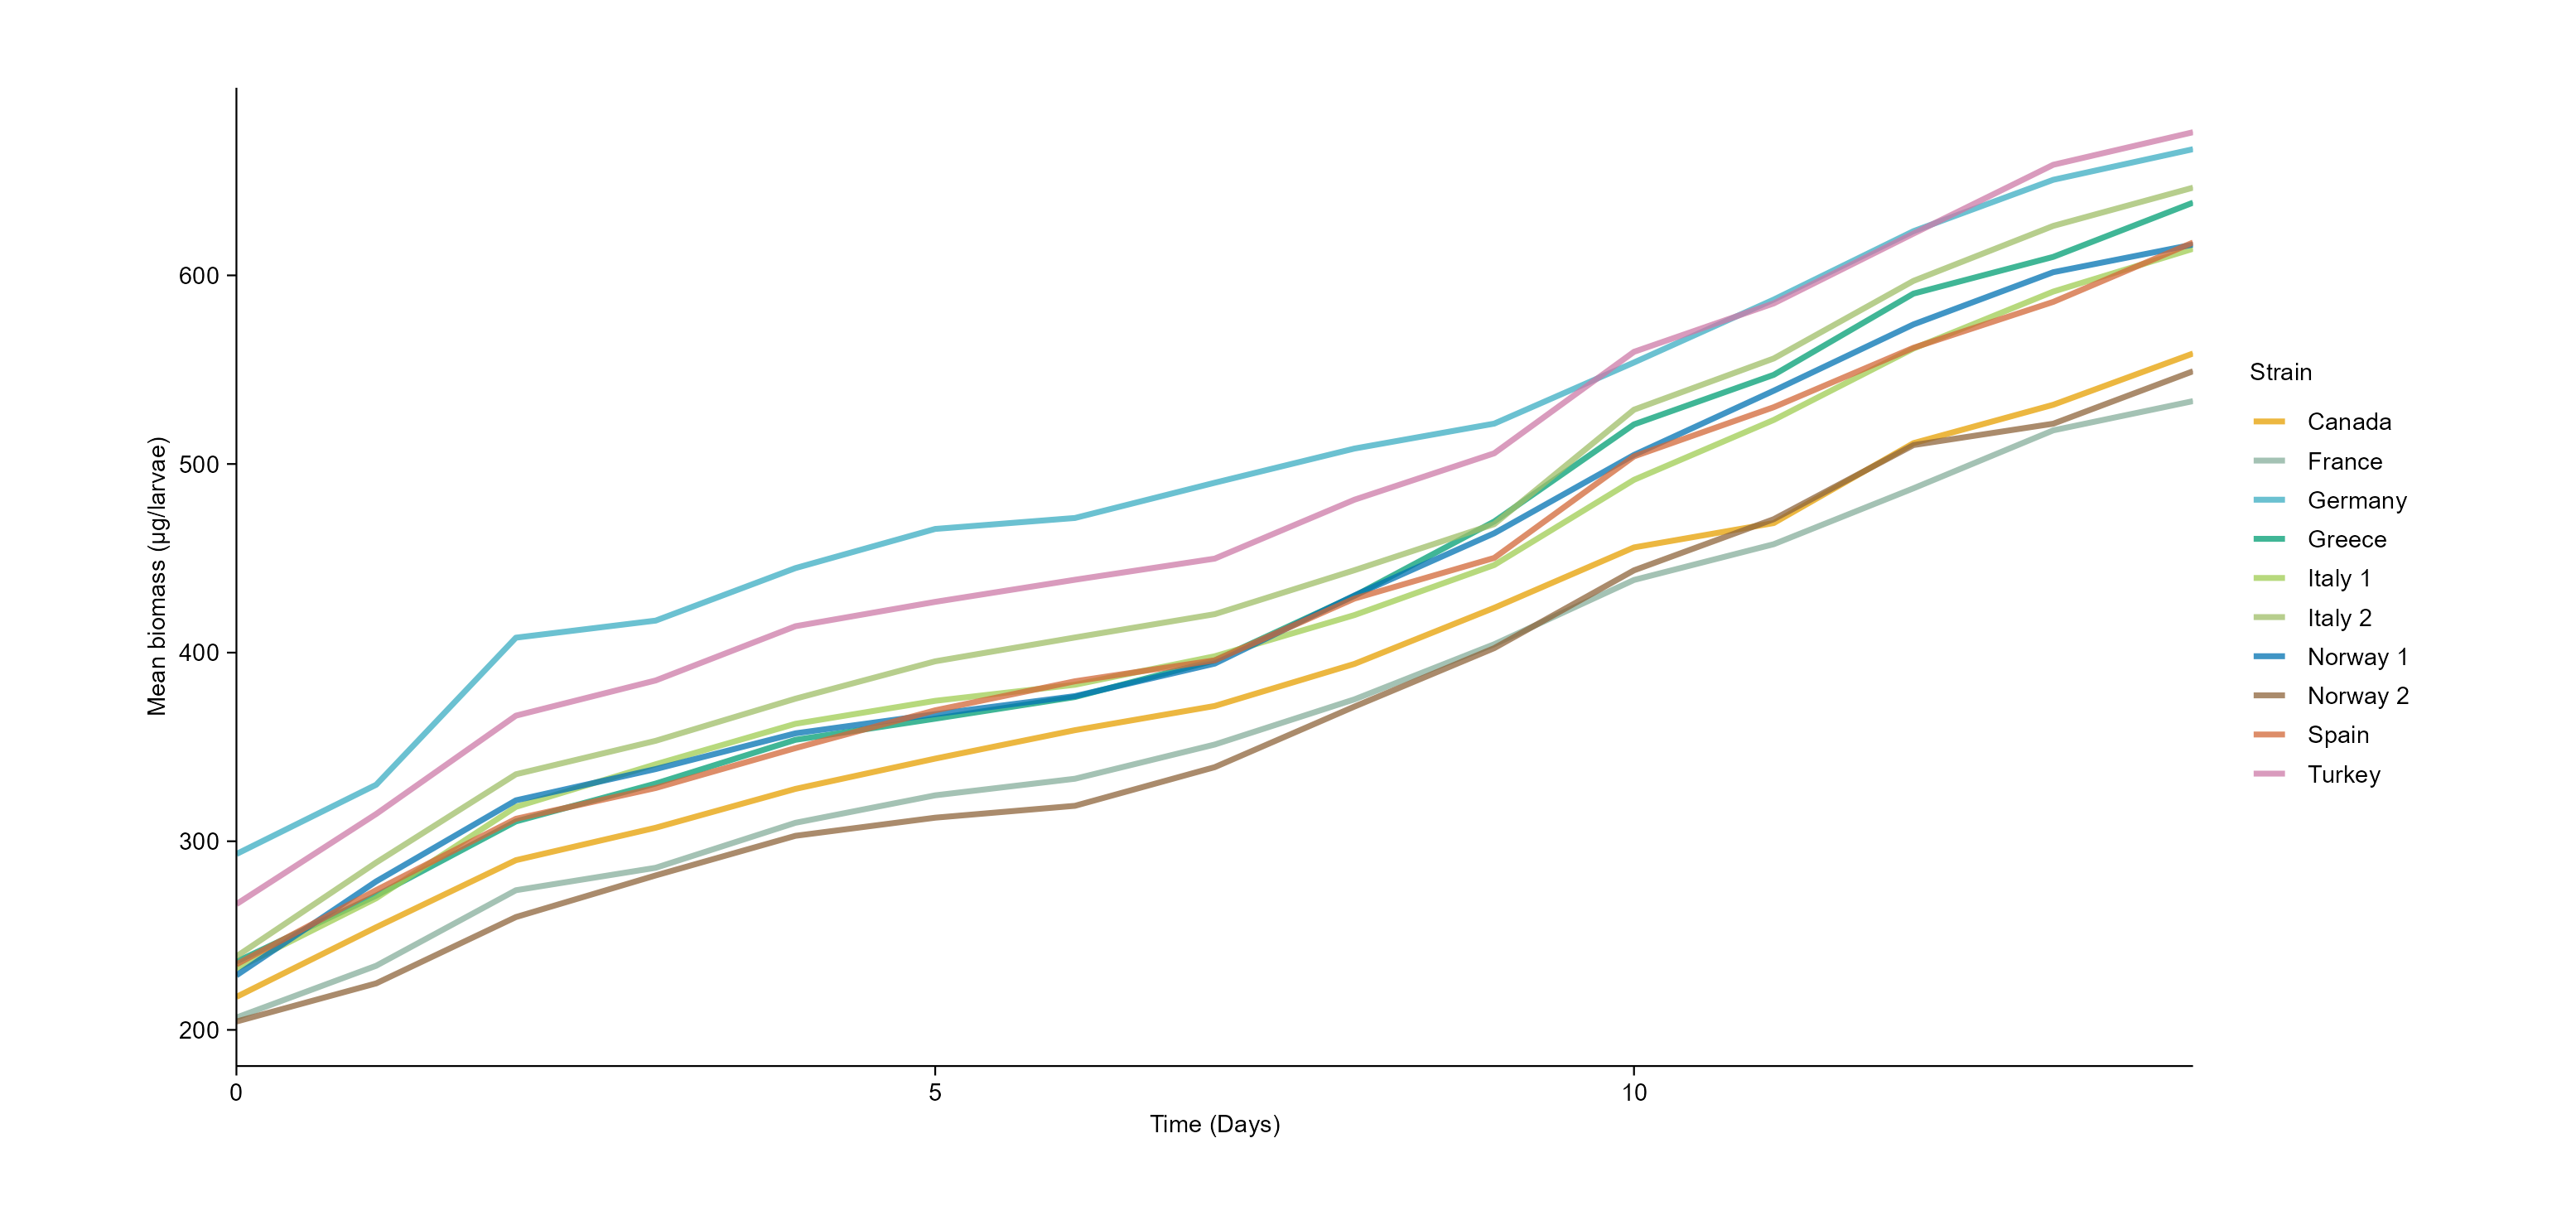 600
500
400
300
200
Mean biomass (µg/larvae)
0
5
10
Time (Days)
Strain
Canada
France
Germany
Greece
Italy 1
Italy 2
Norway 1
Norway 2
Spain
Turkey